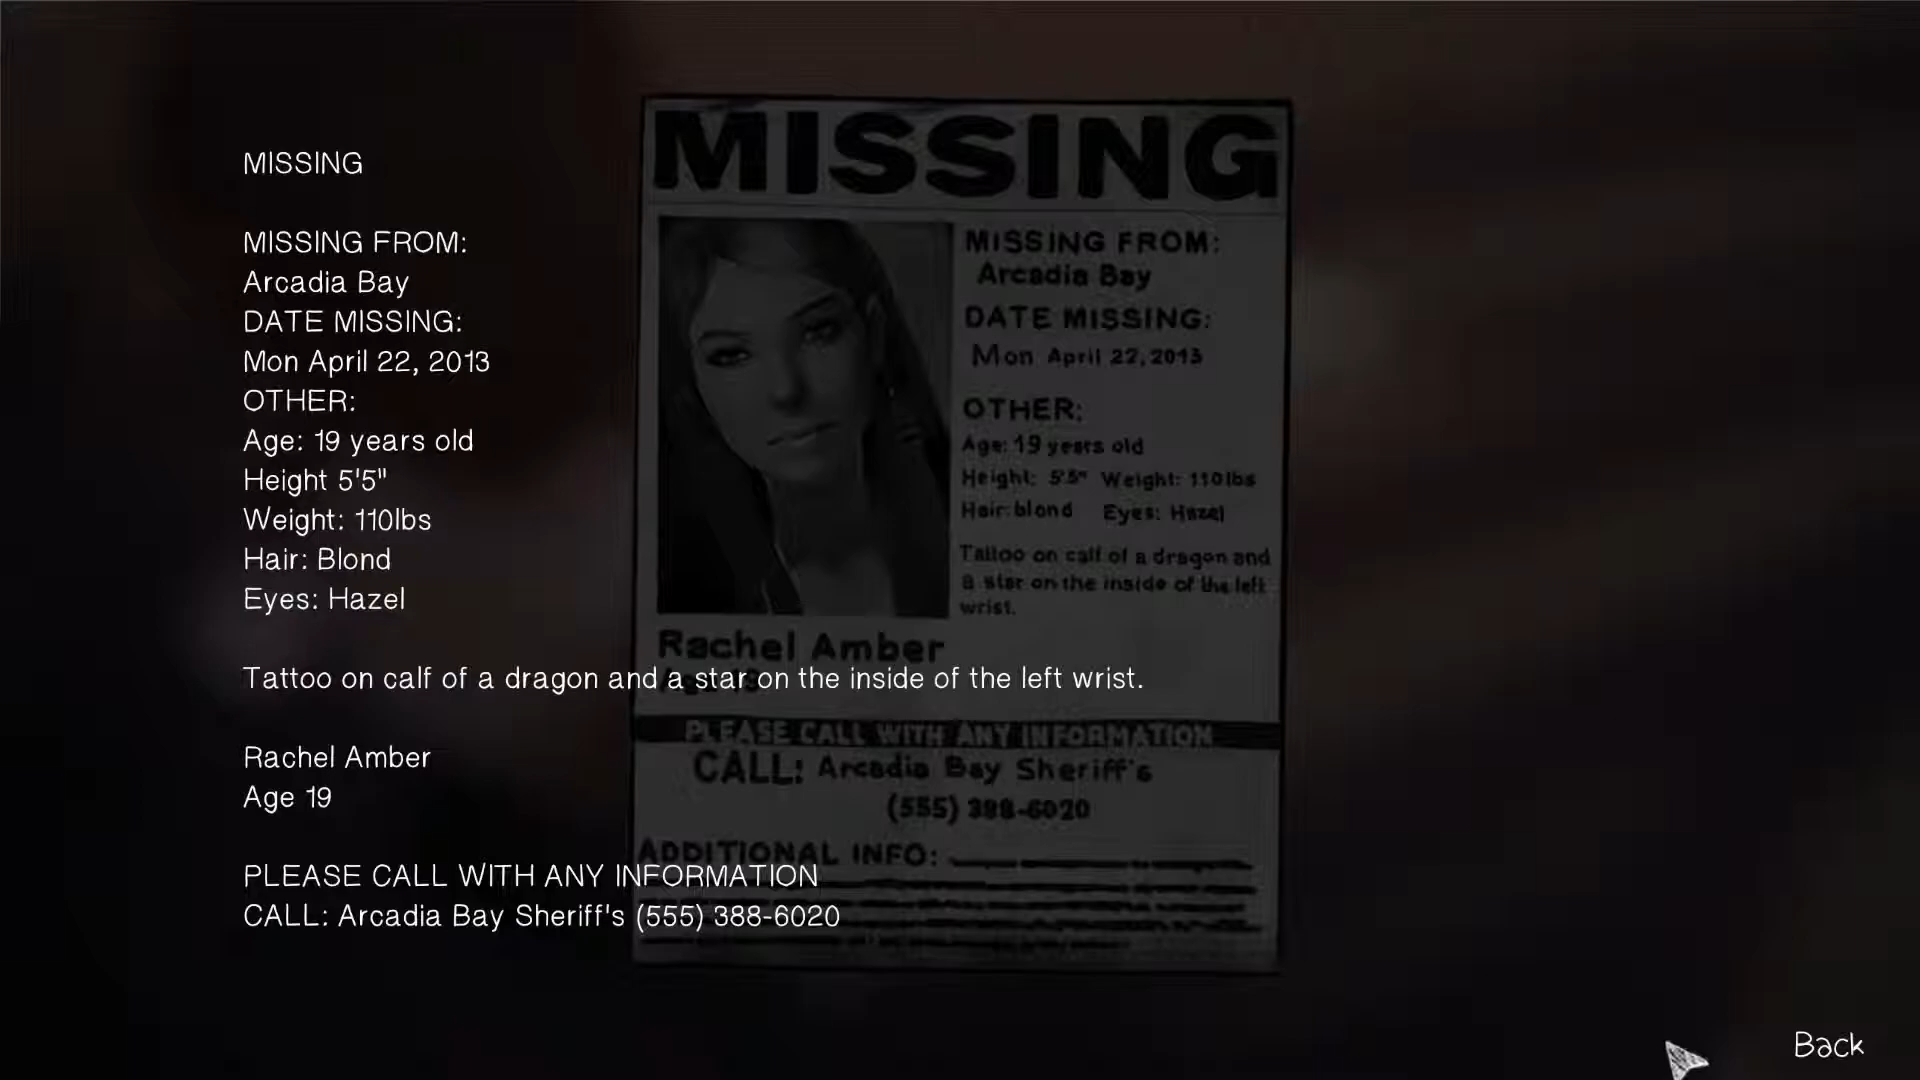 MISSING
MISSING FROM:
Arcadia Bay
DATE MISSING:
Mon April 22, 2013
OTHER:
Age: 19 years old
Height 5'5"
Weight: 110lbs
Hair: Blond
Eyes: Hazel
Tattoo on calf of a dragon and a star on the inside of the left wrist.
Rachel Amber
Age 19
PLEASE CALL WITH ANY INFORMATION
CALL: Arcadia Bay Sheriff's (555) 388-6020
MISSING
MISSING FROM:
Arcadia Bay
DATE MISSING:
Mon April 22, 2013
OTHER:
Age: 19 years old
Height: 5'5" Weight: 110lbs
Hair: blond Eyes: Hazel
Tattoo on calf of a dragon and
a star on the inside of the left
wrist.
Rachel Amber
Age 19
PLEASE CALL WITH ANY INFORMATION
CALL: Arcadia Bay Sheriff's
(555) 388-6020
ADDITIONAL INFO:
Back